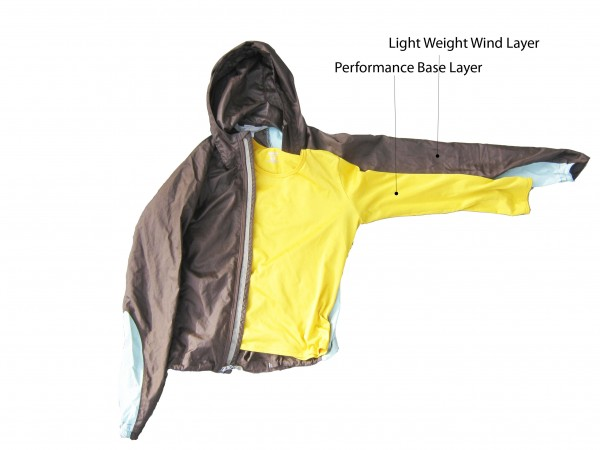 Light Weight Wind Layer
Performance Base Layer